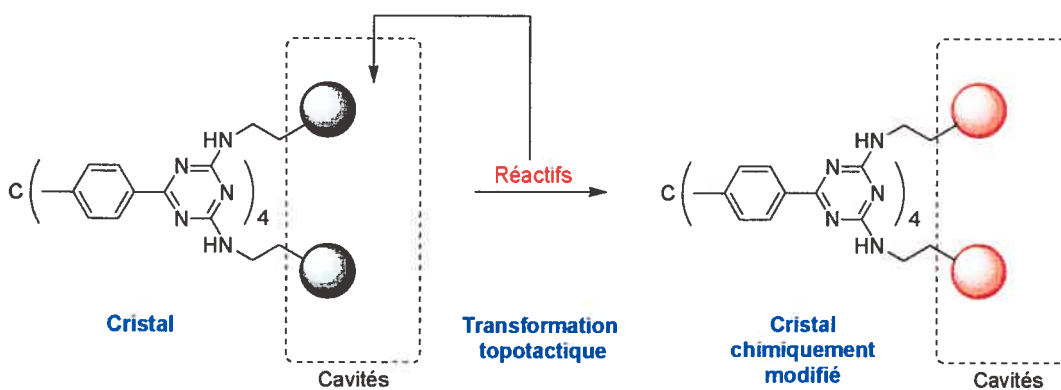 HN
N
N
N
C
4
HN
Cristal
Cavités
Réactifs
Transformation
topotactique
HN
N
N
N
C
4
HN
Cristal
chimiquement
modifié
Cavités